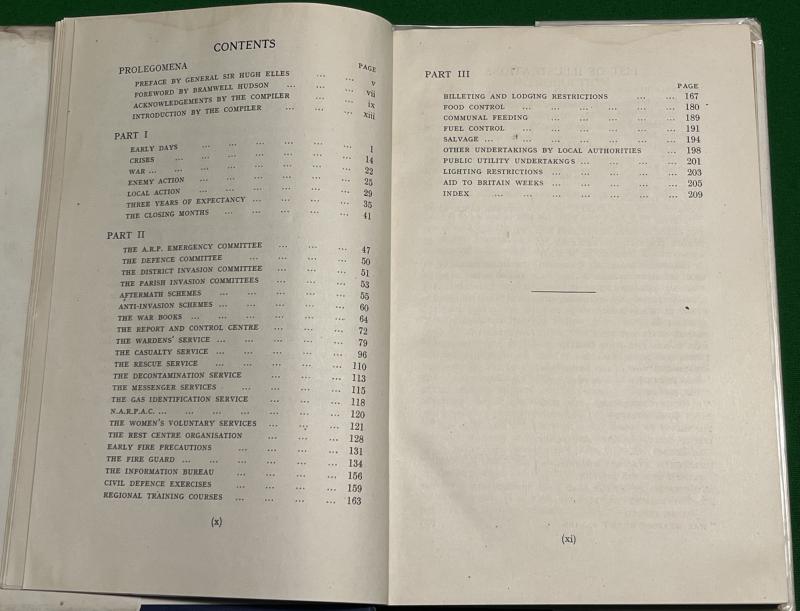 CONTENTS
PROLEGOMENA PAGE
PREFACE BY GENERAL SIR HUGH ELLES ... ... v
FOREWORD BY BRAMWELL HUDSON ... ... vii
ACKNOWLEDGEMENTS BY THE COMPILER ... ... ix
INTRODUCTION BY THE COMPILER ... ... xiii
PART I
EARLY DAYS ... ... ... ... ... 1
CRISES ... ... ... ... ... ... 14
WAR ... ... ... ... ... ... ... 22
ENEMY ACTION ... ... ... ... ... 25
LOCAL ACTION ... ... ... ... ... 29
THREE YEARS OF EXPECTANCY ... ... ... ... 35
THE CLOSING MONTHS ... ... ... ... 41
PART II
THE A.R.P. EMERGENCY COMMITTEE ... ... ... 47
THE DEFENCE COMMITTEE ... ... ... 50
THE DISTRICT INVASION COMMITTEE ... ... ... 51
THE PARISH INVASION COMMITTEES ... ... ... 53
AFTERMATH SCHEMES ... ... ... ... ... 55
ANTI-INVASION SCHEMES ... ... ... ... ... 60
THE WAR BOOKS ... ... ... ... ... ... 64
THE REPORT AND CONTROL CENTRE ... ... ... 72
THE WARDENS' SERVICE ... ... ... ... ... 79
THE CASUALTY SERVICE ... ... ... ... ... 96
THE RESCUE SERVICE ... ... ... ... ... 110
THE DECONTAMINATION SERVICE ... ... ... 113
THE MESSENGER SERVICES ... ... ... ... 115
THE GAS IDENTIFICATION SERVICE ... ... ... 118
N.A.R.P.A.C. ... ... ... ... ... ... ... 120
THE WOMEN'S VOLUNTARY SERVICES ... ... ... 121
THE REST CENTRE ORGANISATION ... ... ... 128
EARLY FIRE PRECAUTIONS ... ... ... ... 131
THE FIRE GUARD ... ... ... ... ... ... 134
THE INFORMATION BUREAU ... ... ... ... 156
CIVIL DEFENCE EXERCISES ... ... ... ... 159
REGIONAL TRAINING COURSES ... ... ... ... 163
(x)
PART III
PAGE
BILLETING AND LODGING RESTRICTIONS ... ... 167
FOOD CONTROL ... ... ... ... ... ... 180
COMMUNAL FEEDING ... ... ... ... ... 189
FUEL CONTROL ... ... ... ... ... ... 191
SALVAGE ... ... ... ... ... ... ... 194
OTHER UNDERTAKINGS BY LOCAL AUTHORITIES ... 198
PUBLIC UTILITY UNDERTAKNGS ... ... ... ... 201
LIGHTING RESTRICTIONS ... ... ... ... ... 203
AID TO BRITAIN WEEKS ... ... ... ... ... 205
INDEX ... ... ... ... ... ... ... 209
(xi)